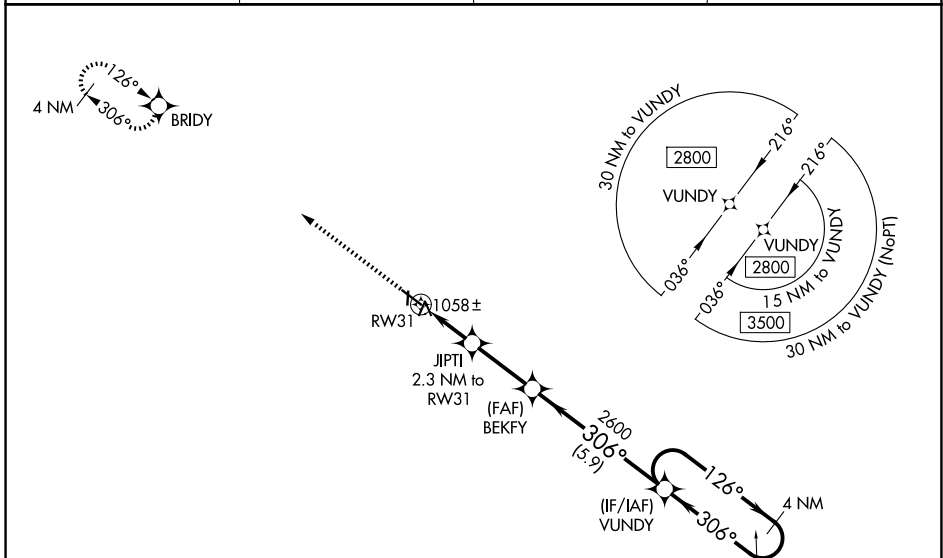 126°
4 NM
306°
BRIDY
30 NM to VUNDY
216°
2800
VUNDY
036°
216°
VUNDY
2800
036°
15 NM to VUNDY
3500
30 NM to VUNDY (NoPT)
1058±
RW31
JIPTI
2.3 NM to
RW31
(FAF)
BEKFY
2600
306°
(5.9)
126°
4 NM
306°
(IF/IAF)
VUNDY